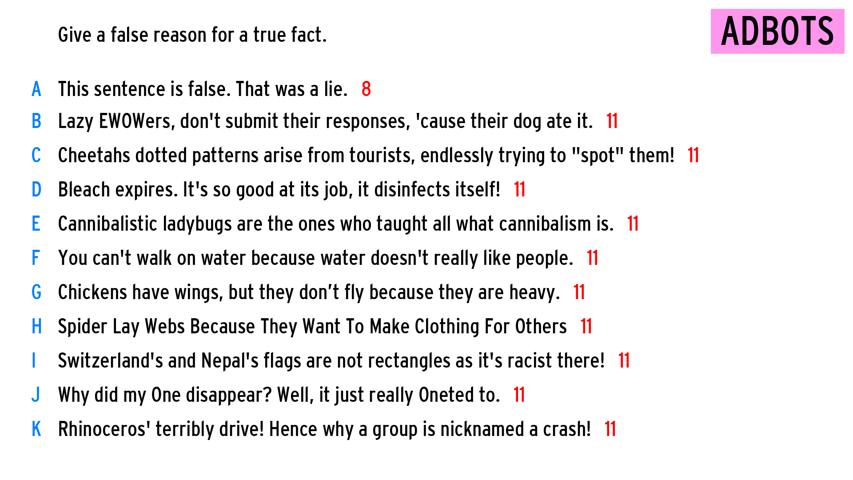 Give a false reason for a true fact.
ADBOTS
A This sentence is false. That was a lie. 8
B Lazy EWOWers, don't submit their responses, 'cause their dog ate it. 11
C Cheetahs dotted patterns arise from tourists, endlessly trying to "spot" them! 11
D Bleach expires. It's so good at its job, it disinfects itself! 11
E Cannibalistic ladybugs are the ones who taught all what cannibalism is. 11
F You can't walk on water because water doesn't really like people. 11
G Chickens have wings, but they don’t fly because they are heavy. 11
H Spider Lay Webs Because They Want To Make Clothing For Others 11
I Switzerland's and Nepal's flags are not rectangles as it's racist there! 11
J Why did my One disappear? Well, it just really Oneted to. 11
K Rhinoceros' terribly drive! Hence why a group is nicknamed a crash! 11